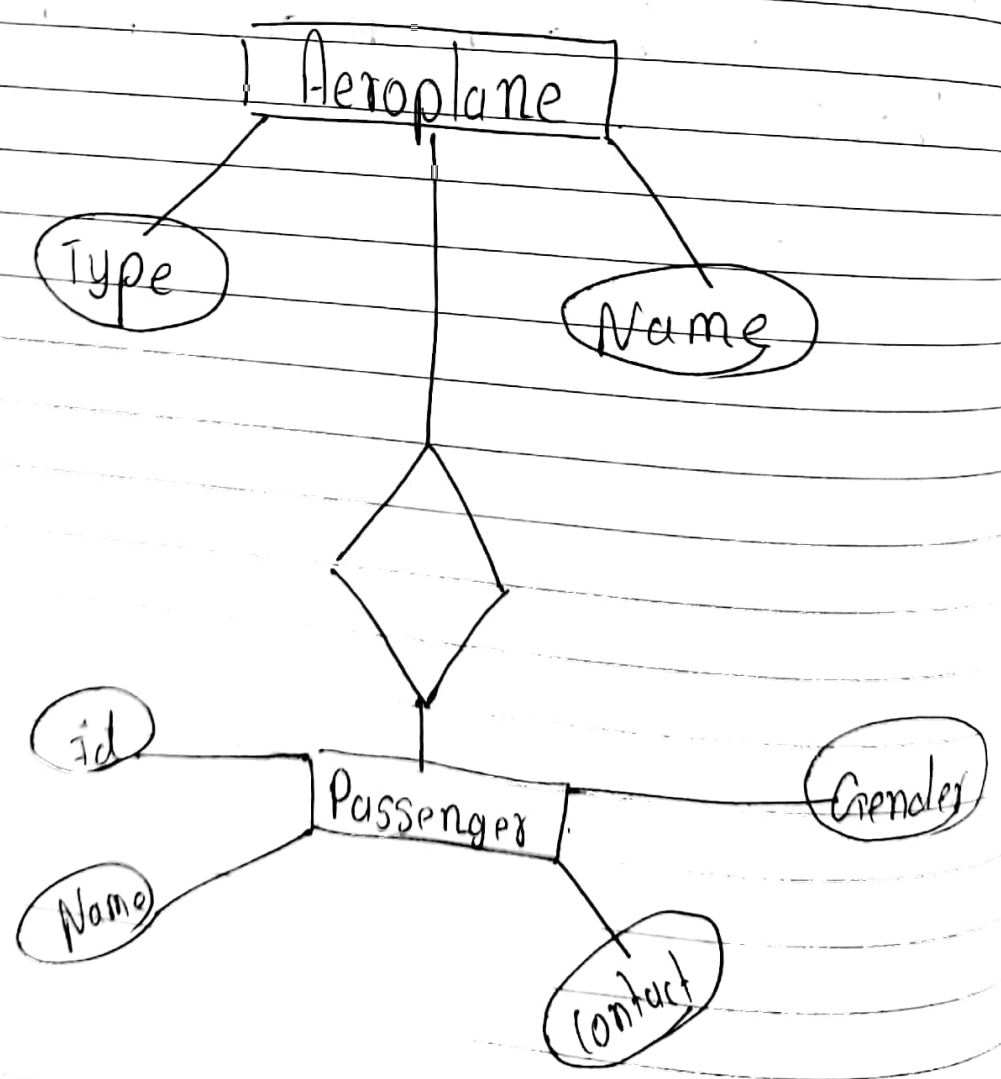 Aeroplane
Type
Name
id
Passenger
Gender
Name
Contact